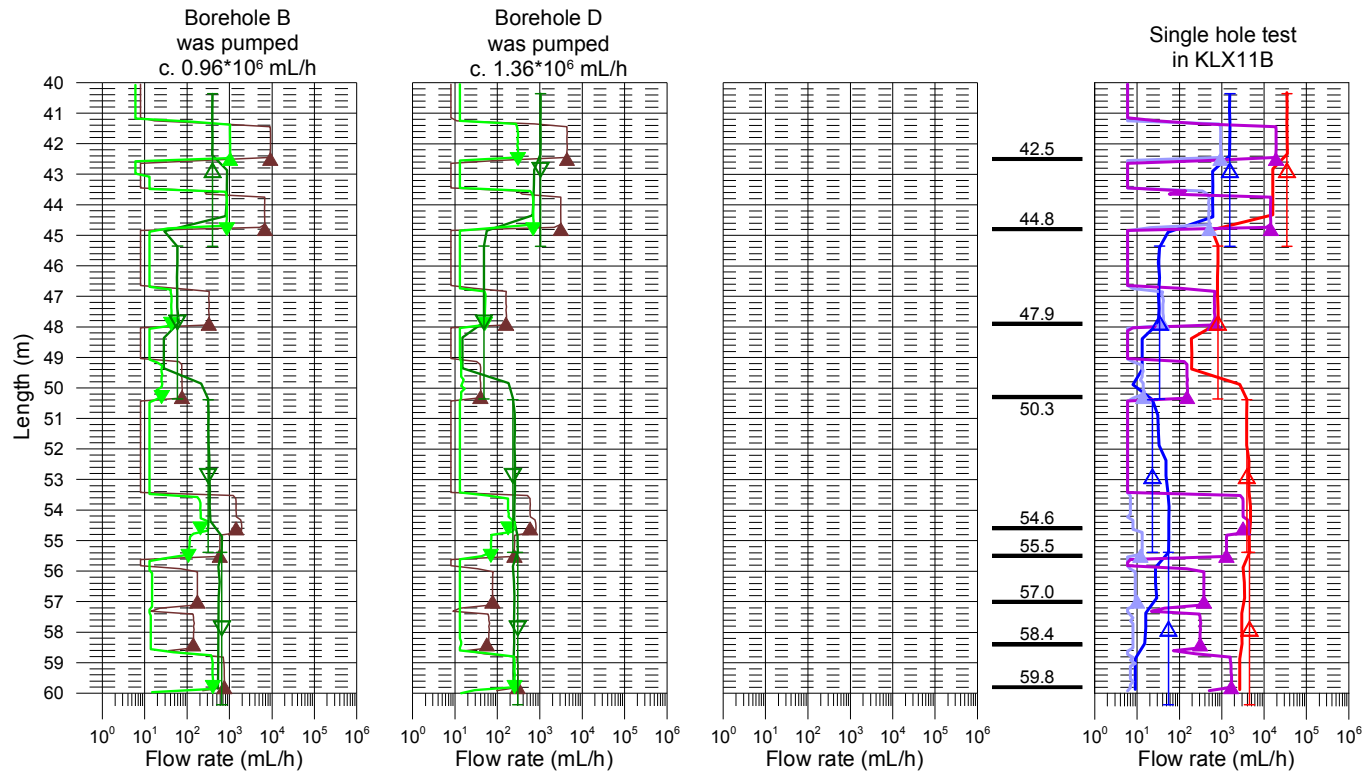 Borehole B
was pumped
c. 0.96*10⁶ mL/h
Borehole D
was pumped
c. 1.36*10⁶ mL/h
Single hole test
in KLX11B
Length (m)
40
41
42
43
44
45
46
47
48
49
50
51
52
53
54
55
56
57
58
59
60
42.5
44.8
47.9
50.3
54.6
55.5
57.0
58.4
59.8
10⁰ 10¹ 10² 10³ 10⁴ 10⁵ 10⁶
10⁰ 10¹ 10² 10³ 10⁴ 10⁵ 10⁶
10⁰ 10¹ 10² 10³ 10⁴ 10⁵ 10⁶
10⁰ 10¹ 10² 10³ 10⁴ 10⁵ 10⁶
Flow rate (mL/h)
Flow rate (mL/h)
Flow rate (mL/h)
Flow rate (mL/h)